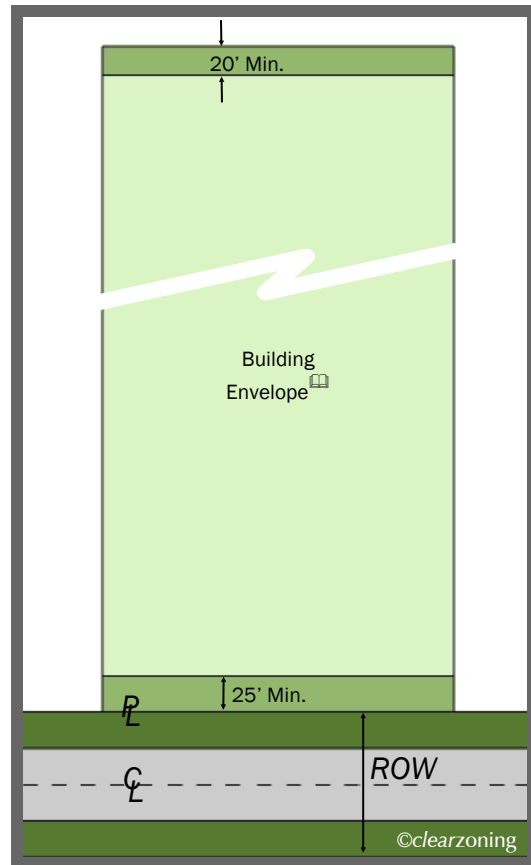 20’ Min.
Building
Envelope
25’ Min.
PL
CL
ROW
©clearzoning